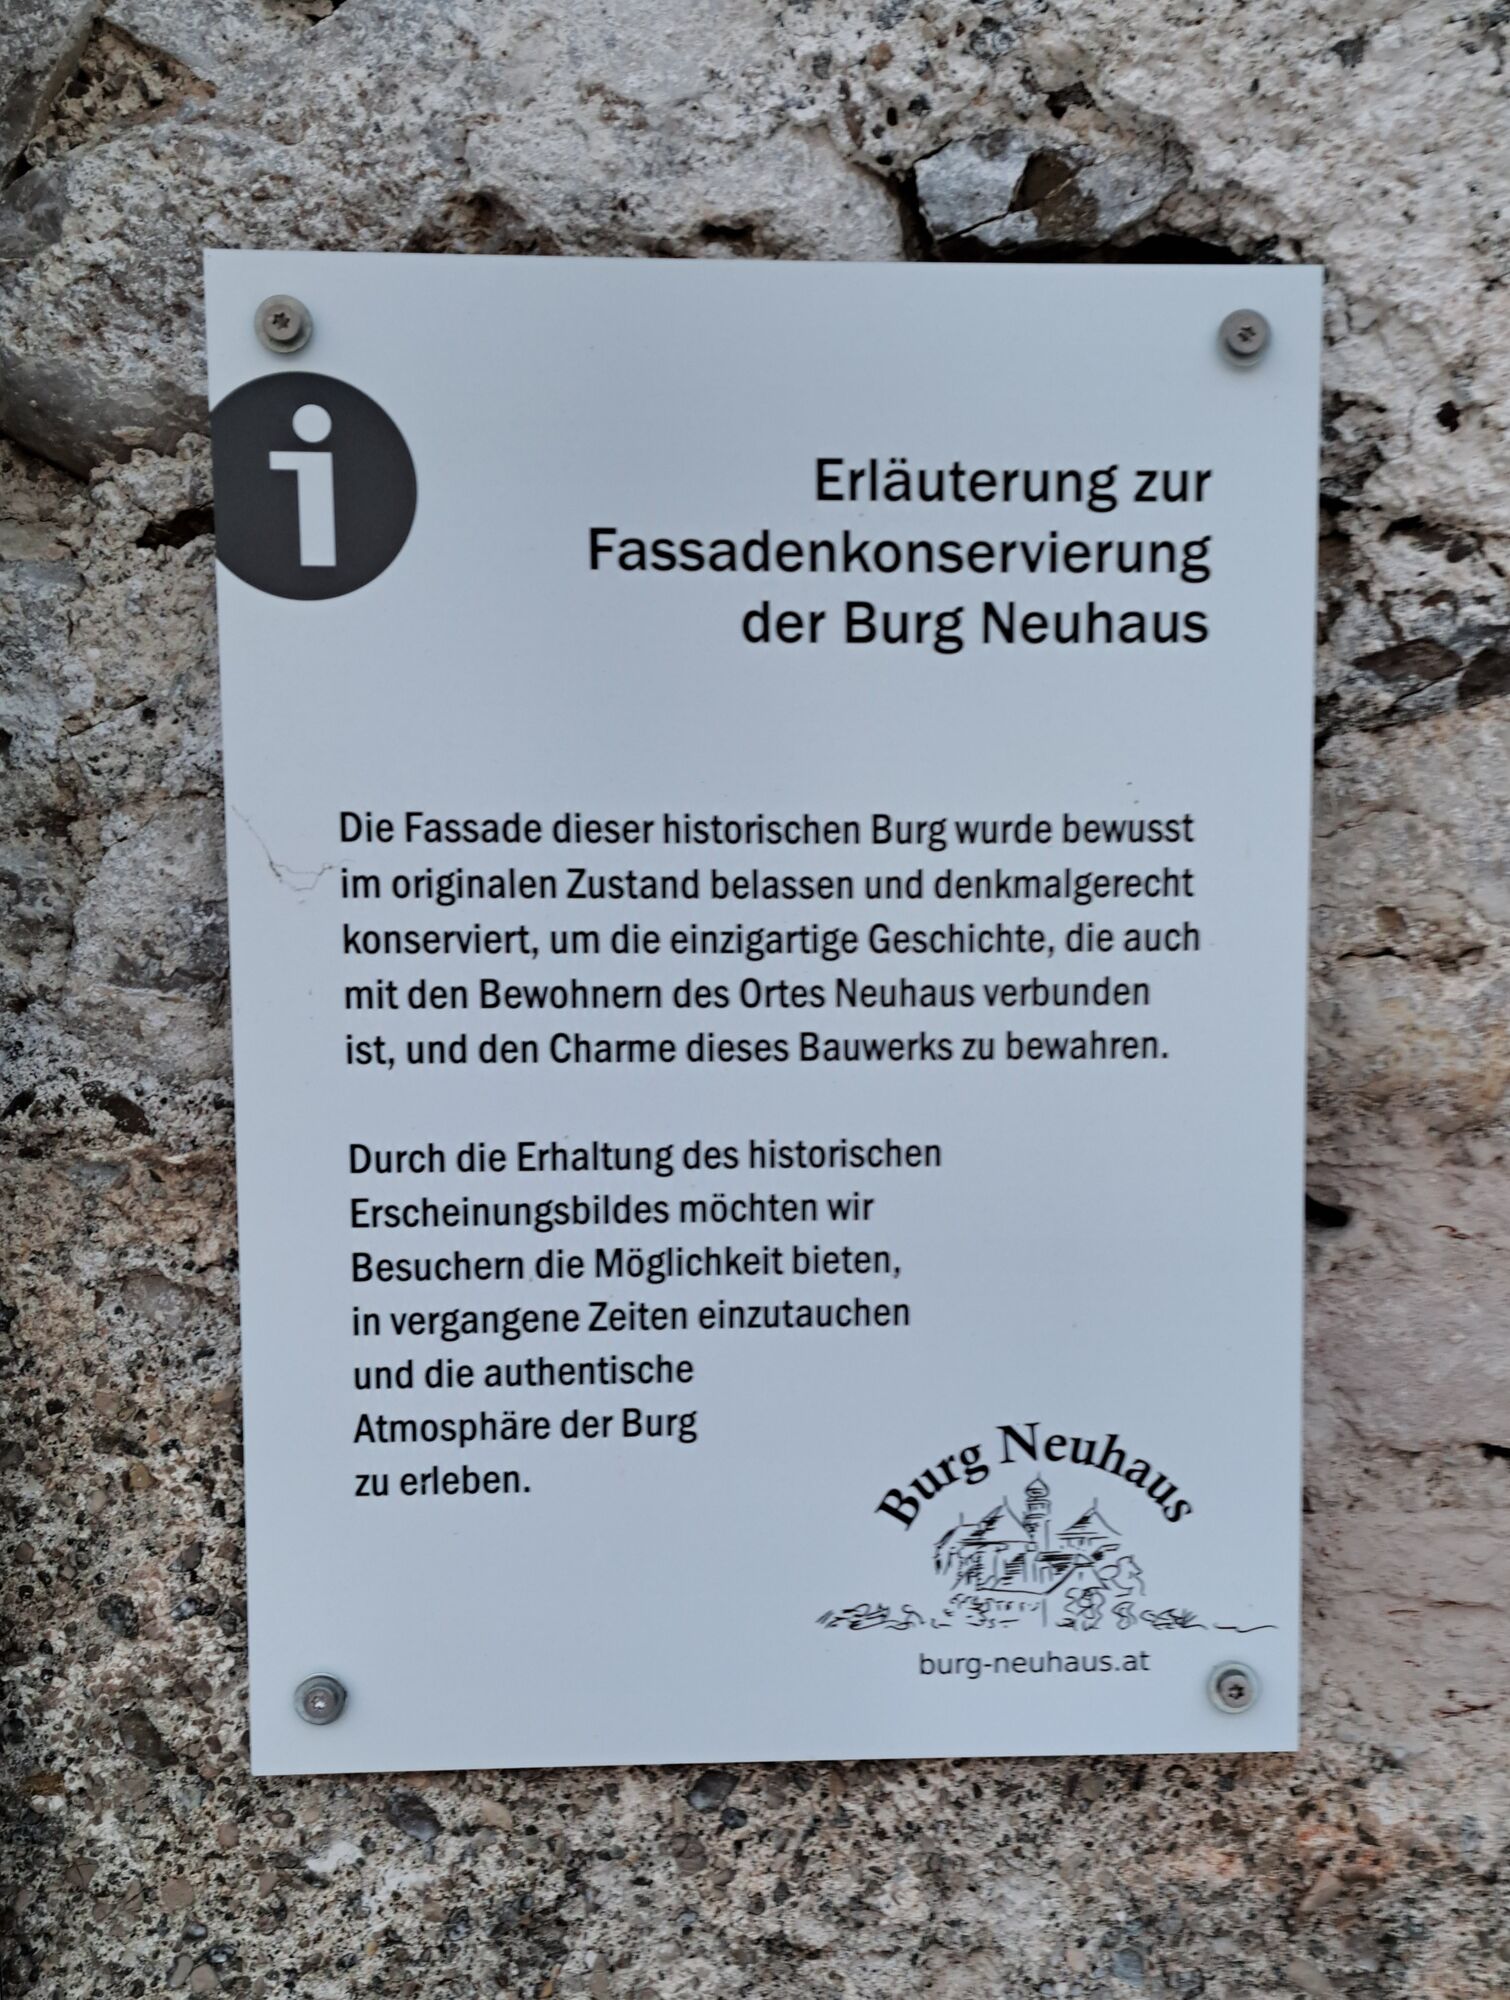 i
Erläuterung zur
Fassadenkonservierung
der Burg Neuhaus
Die Fassade dieser historischen Burg wurde bewusst
im originalen Zustand belassen und denkmalgerecht
konserviert, um die einzigartige Geschichte, die auch
mit den Bewohnern des Ortes Neuhaus verbunden
ist, und den Charme dieses Bauwerks zu bewahren.
Durch die Erhaltung des historischen
Erscheinungsbildes möchten wir
Besuchern die Möglichkeit bieten,
in vergangene Zeiten einzutauchen
und die authentische
Atmosphäre der Burg
zu erleben.
Burg Neuhaus
burg-neuhaus.at